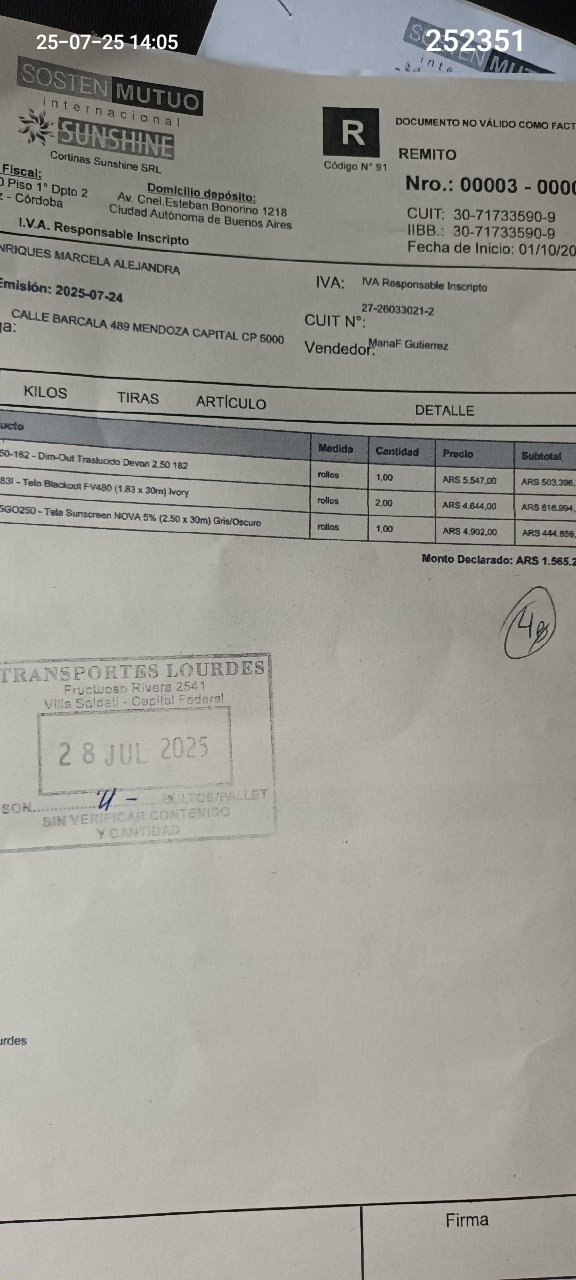 25-07-25 14:05
252351
SOSTEN MUTUO
internacional
SUNSHINE
Cortinas Sunshine SRL
Fiscal:
Piso 1° Dpto 2
- Córdoba
Domicilio depósito:
Av. Cnel.Esteban Bonorino 1218
Ciudad Autónoma de Buenos Aires
I.V.A. Responsable Inscripto
R
Código N° 91
DOCUMENTO NO VÁLIDO COMO FACT
REMITO
Nro.: 00003 - 0000
CUIT: 30-71733590-9
IIBB.: 30-71733590-9
Fecha de Inicio: 01/10/20
NRIQUES MARCELA ALEJANDRA
Emisión: 2025-07-24
CALLE BARCALA 489 MENDOZA CAPITAL CP 5000
ga:
IVA: IVA Responsable Inscripto
CUIT N°: 27-26033021-2
Vendedor: MariaF Gutierrez
KILOS TIRAS ARTÍCULO DETALLE
ucto Medida Cantidad Precio Subtotal
50-182 - Dim-Out Traslucido Devon 2.50 182 rollos 1,00 ARS 5.547,00 ARS 503.396,
83I - Tela Blackout FV480 (1,83 x 30m) Ivory rollos 2,00 ARS 4.644,00 ARS 616.994,
5GO250 - Tela Sunscreen NOVA 5% (2.50 x 30m) Gris/Oscuro rollos 1,00 ARS 4.902,00 ARS 444.856,
Monto Declarado: ARS 1.565.2
TRANSPORTES LOURDES
Fructuoso Rivera 2541
Villa Soldati - Capital Federal
28 JUL 2025
SON 4 - BULTOS/PALLET
SIN VERIFICAR CONTENIDO
Y CANTIDAD
urdes
Firma